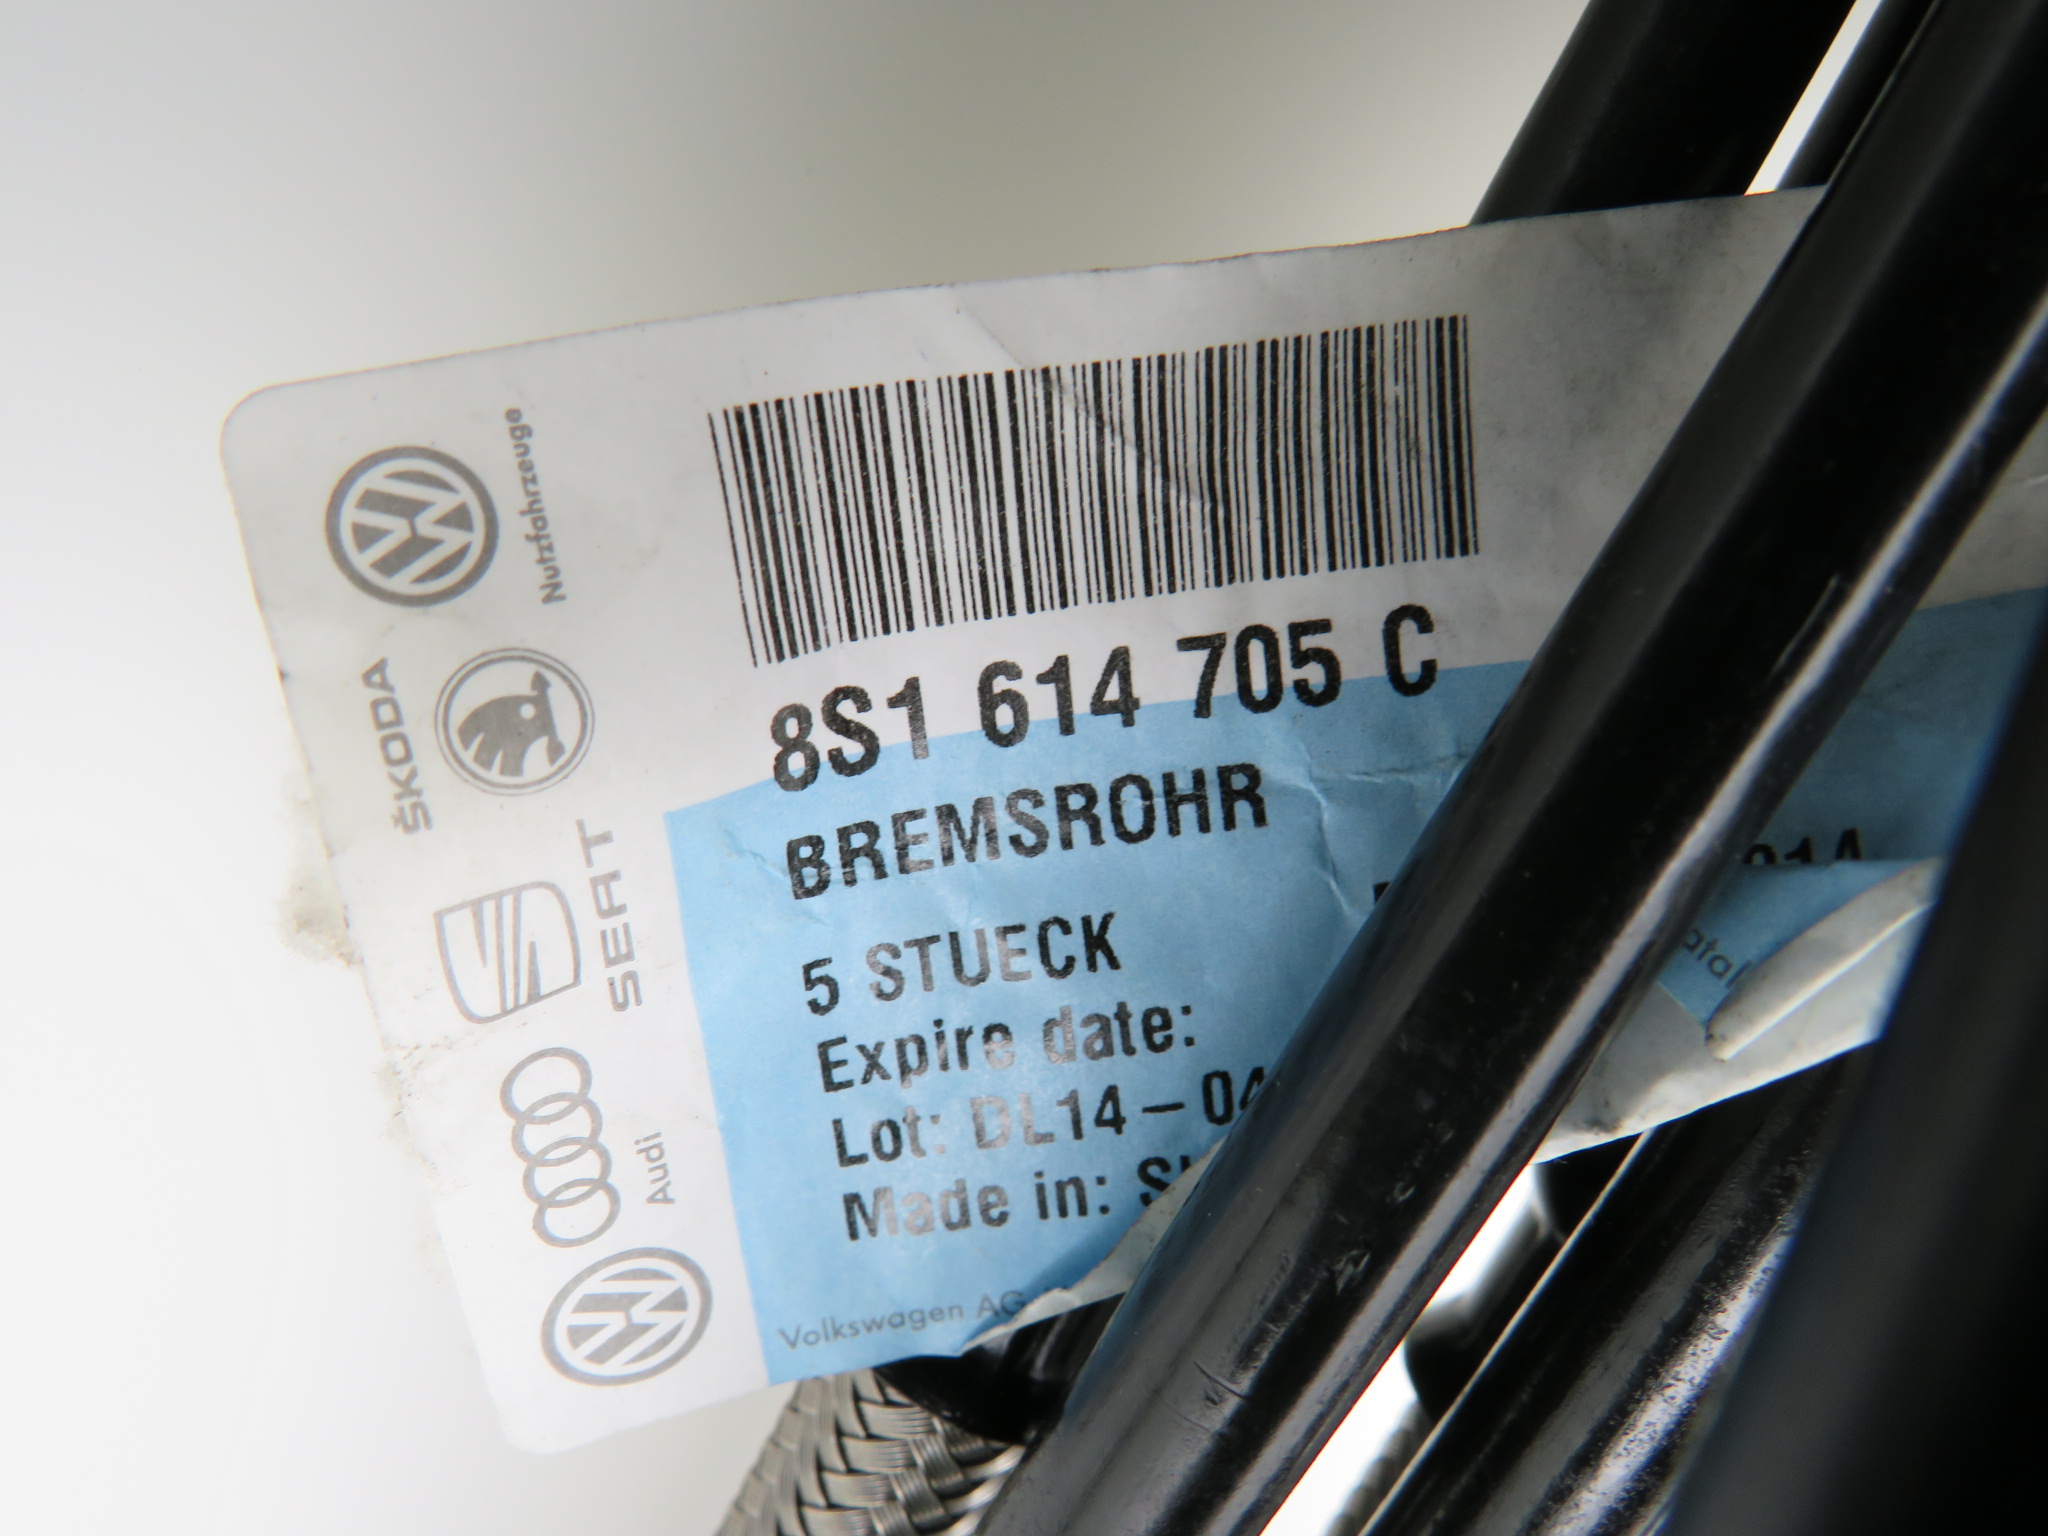 Nutzfahrzeuge
ŠKODA
SEAT
Audi
8S1 614 705 C
BREMSROHR
5 STUECK
Expire date:
Lot: DL14-04
Made in:
Volkswagen AG